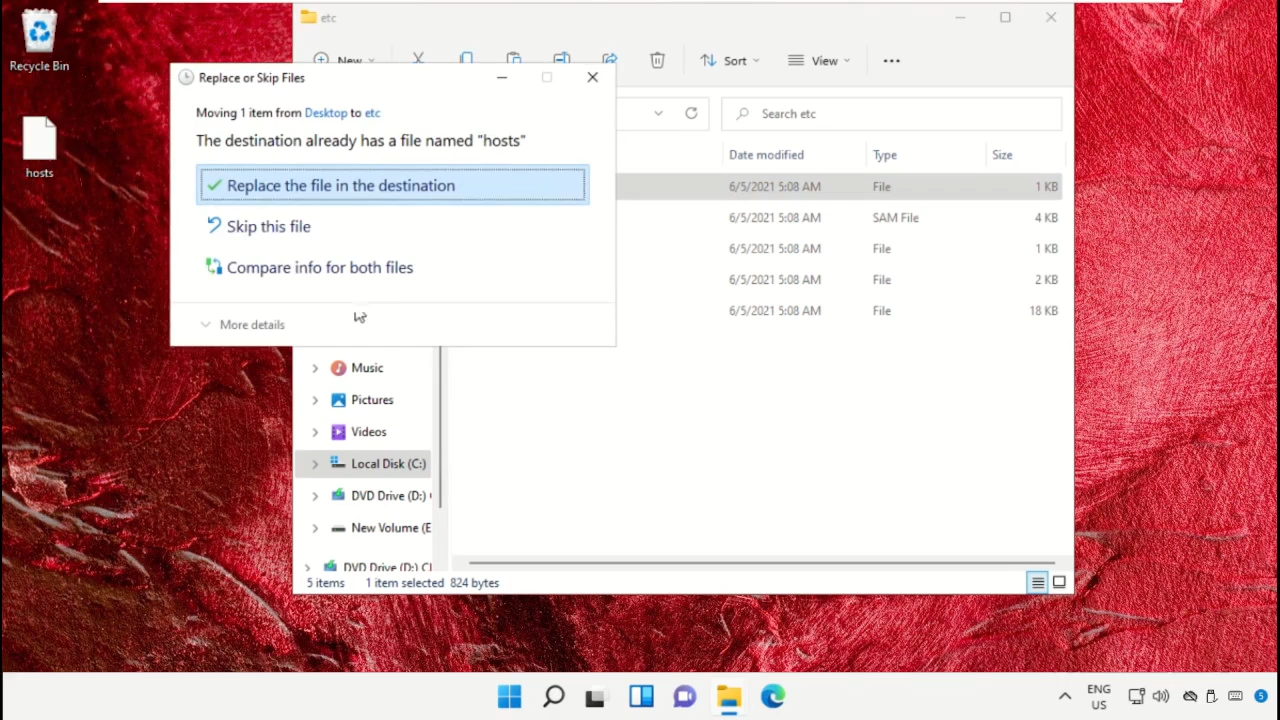 Recycle Bin
hosts
etc
New
Sort
View
Replace or Skip Files
Moving 1 item from Desktop to etc
The destination already has a file named "hosts"
Replace the file in the destination
Skip this file
Compare info for both files
More details
Search etc
Date modified Type Size
6/5/2021 5:08 AM File 1 KB
6/5/2021 5:08 AM SAM File 4 KB
6/5/2021 5:08 AM File 1 KB
6/5/2021 5:08 AM File 2 KB
6/5/2021 5:08 AM File 18 KB
Music
Pictures
Videos
Local Disk (C:)
DVD Drive (D:)
New Volume (E
DVD Drive (D:) C
5 items 1 item selected 824 bytes
ENG
US
5